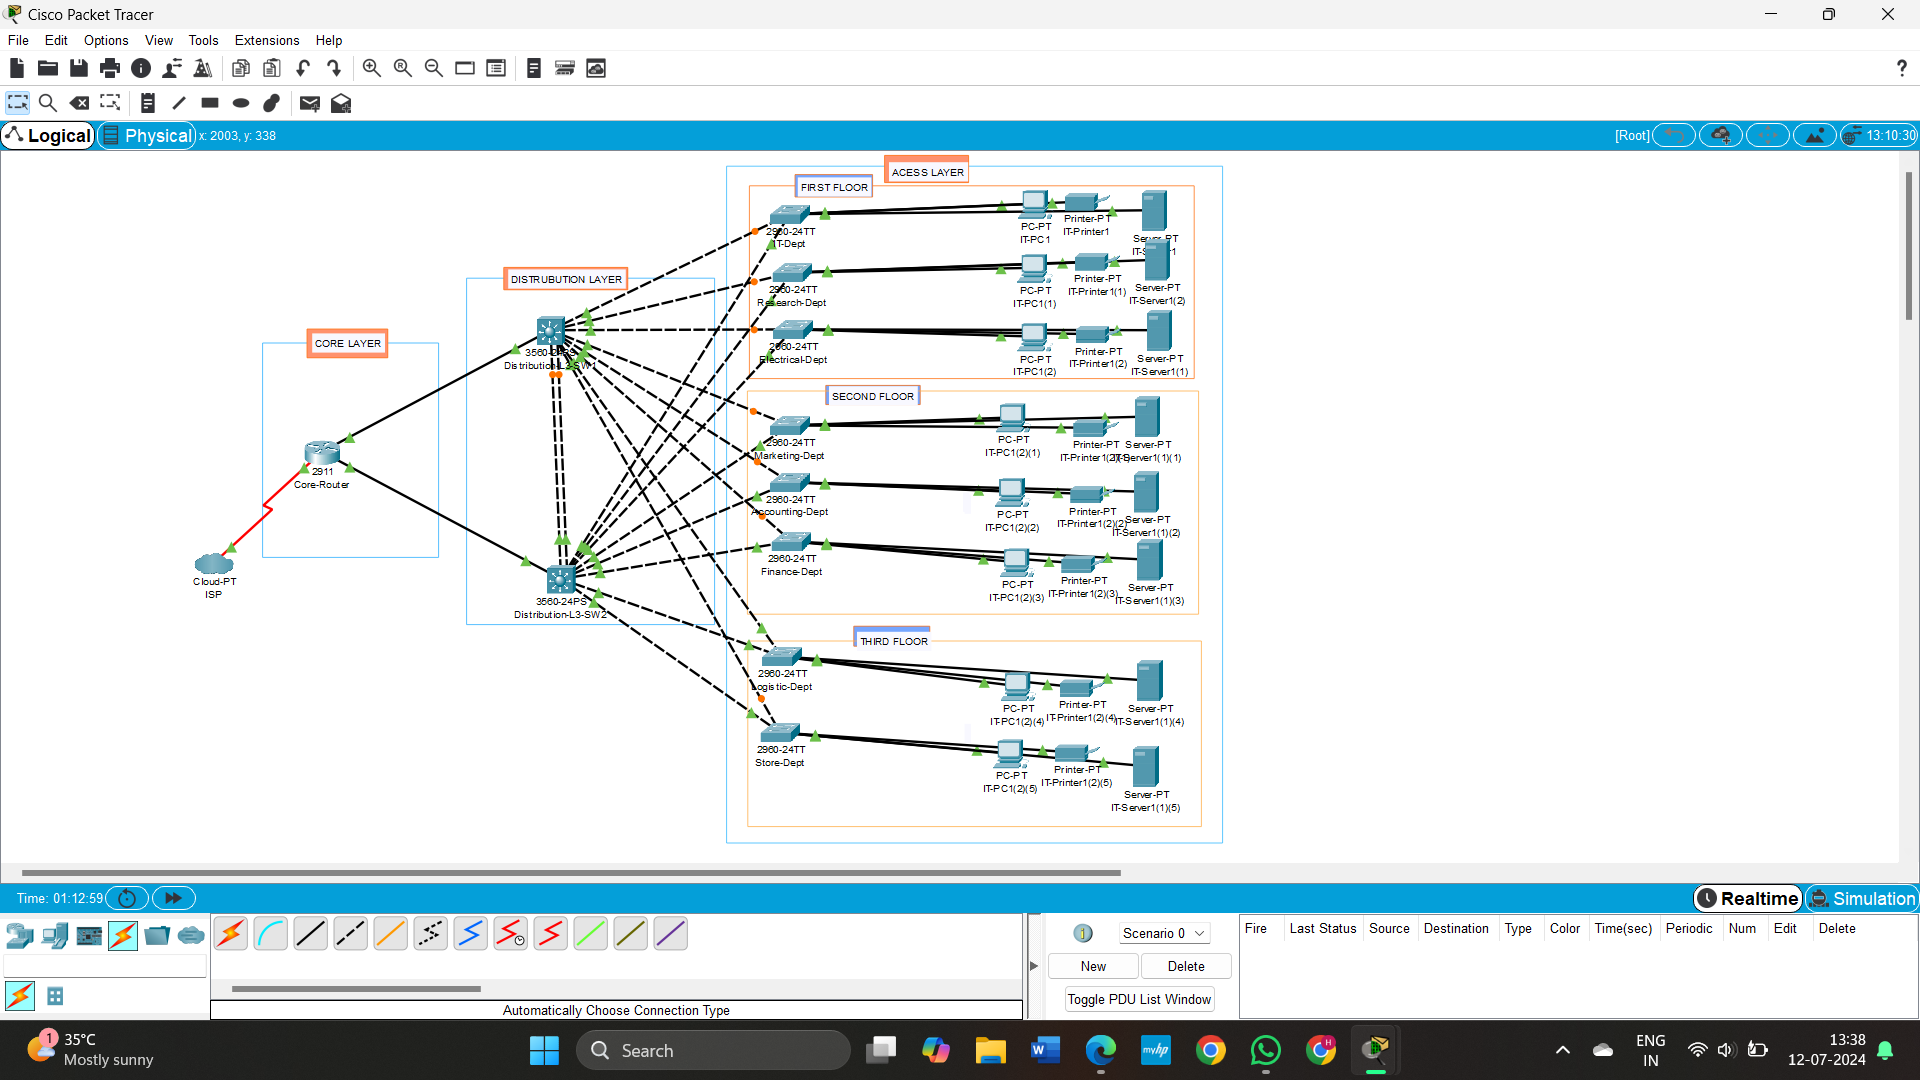 Cisco Packet Tracer
File Edit Options View Tools Extensions Help
?
Logical Physical x: 2003, y: 338 [Root] 13:10:30
ACESS LAYER
FIRST FLOOR
2960-24TT
IT-Dept
PC-PT
IT-PC1
Printer-PT
IT-Printer1
Server-PT
2960-24TT
Research-Dept
PC-PT
IT-PC1(1)
Printer-PT
IT-Printer1(1)
Server-PT
IT-Server1(2)
2960-24TT
Electrical-Dept
PC-PT
IT-PC1(2)
Printer-PT
IT-Printer1(2)
Server-PT
IT-Server1(1)
DISTRUBUTION LAYER
3560-24PS
Distribution-L3-SW1
CORE LAYER
2911
Core-Router
Cloud-PT
ISP
3560-24PS
Distribution-L3-SW2
SECOND FLOOR
2960-24TT
Marketing-Dept
PC-PT
IT-PC1(2)(1)
Printer-PT
IT-Printer1(2)(1)
Server-PT
IT-Server1(1)(1)
2960-24TT
Accounting-Dept
PC-PT
IT-PC1(2)(2)
Printer-PT
IT-Printer1(2)(2)
Server-PT
IT-Server1(1)(2)
2960-24TT
Finance-Dept
PC-PT
IT-PC1(2)(3)
Printer-PT
IT-Printer1(2)(3)
Server-PT
IT-Server1(1)(3)
THIRD FLOOR
2960-24TT
Logistic-Dept
PC-PT
IT-PC1(2)(4)
Printer-PT
IT-Printer1(2)(4)
Server-PT
IT-Server1(1)(4)
2960-24TT
Store-Dept
PC-PT
IT-PC1(2)(5)
Printer-PT
IT-Printer1(2)(5)
Server-PT
IT-Server1(1)(5)
Time: 01:12:59 Realtime Simulation
Scenario 0
New Delete
Toggle PDU List Window
Fire Last Status Source Destination Type Color Time(sec) Periodic Num Edit Delete
Automatically Choose Connection Type
1
35°C
Mostly sunny
Search
W
myhp
H
ENG
IN
13:38
12-07-2024